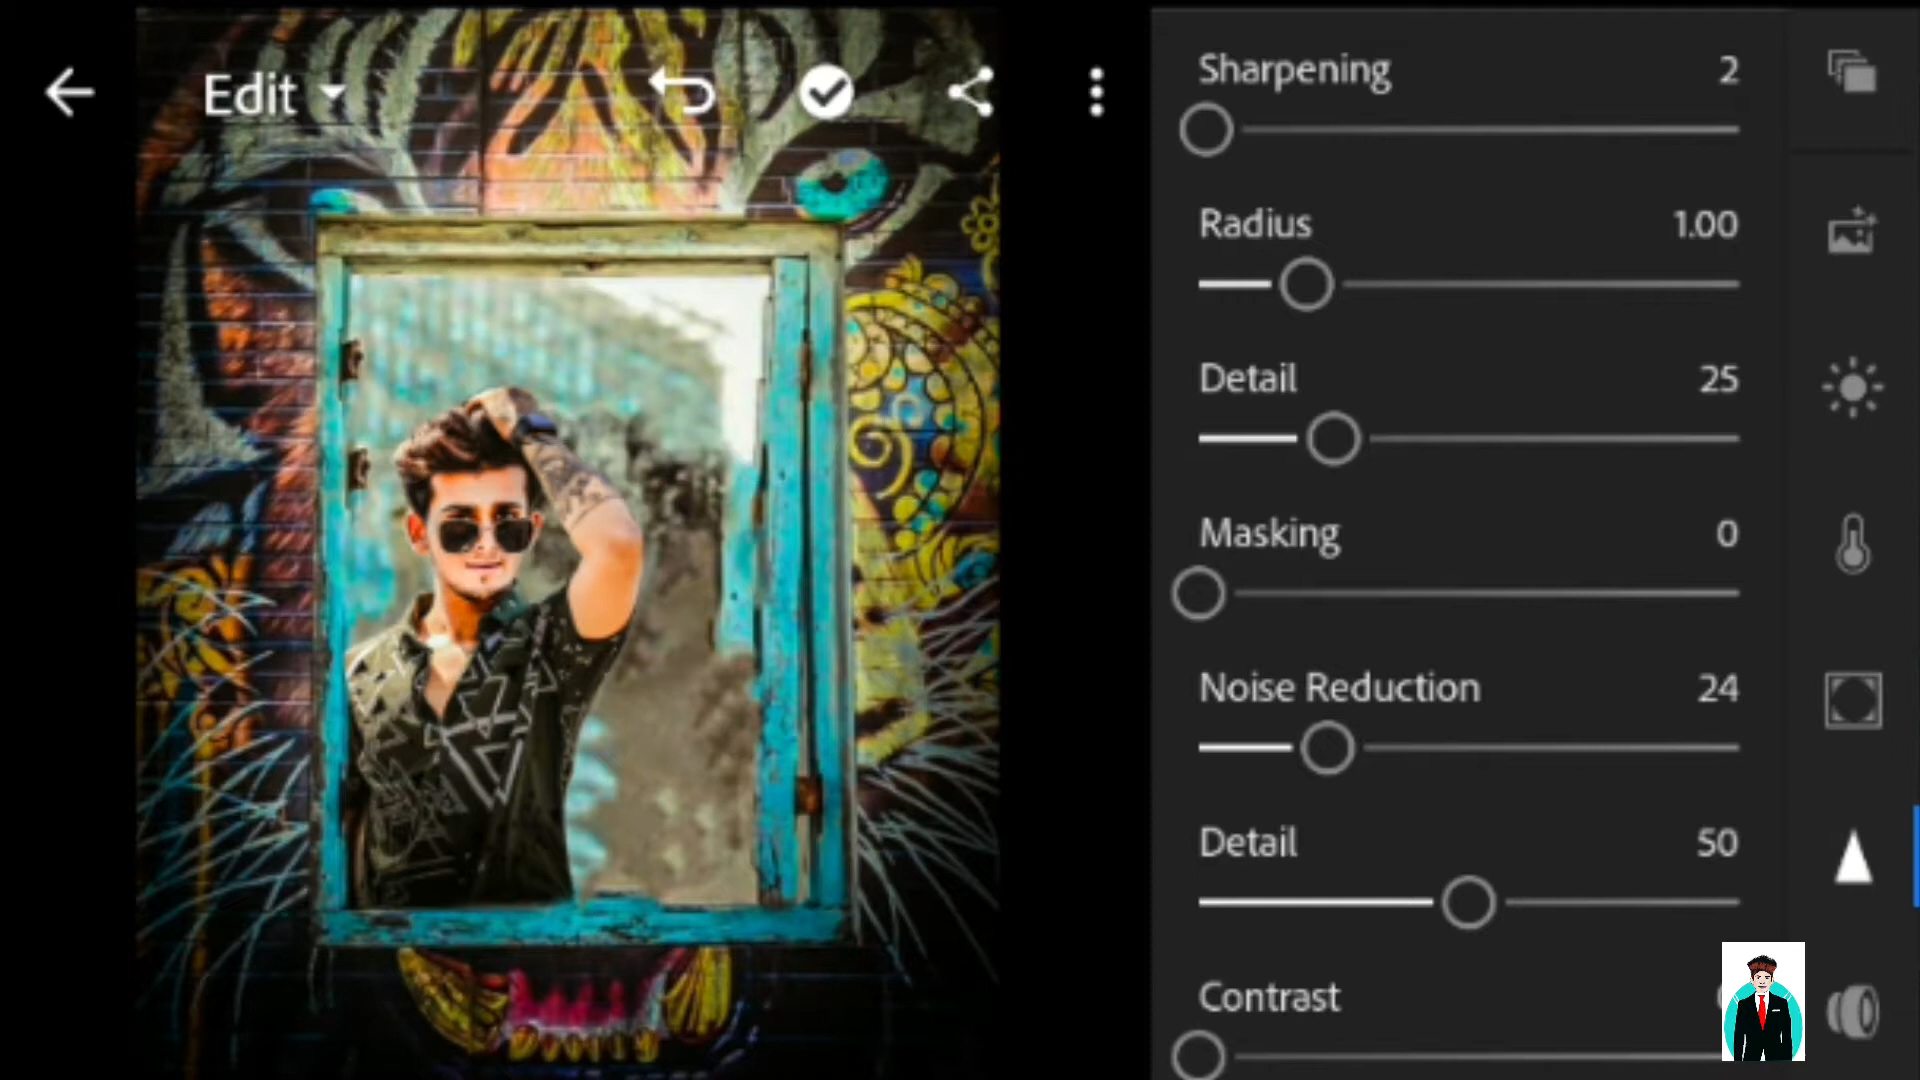 Edit
Sharpening 2
Radius 1.00
Detail 25
Masking 0
Noise Reduction 24
Detail 50
Contrast